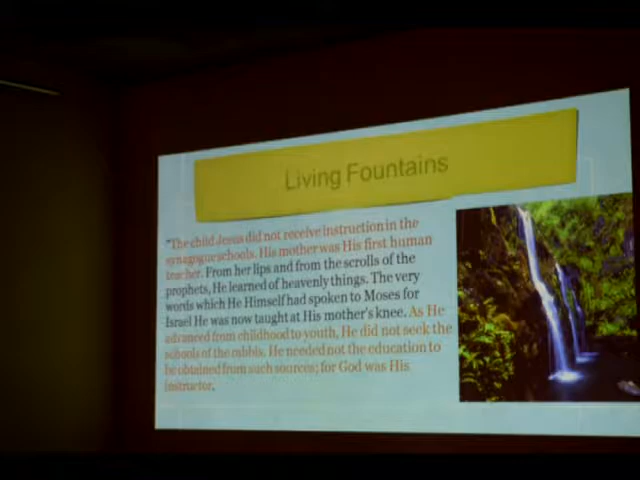 Living Fountains
"The child Jesus did not receive instruction in the
synagogue schools. His mother was His first human
teacher. From her lips and from the scrolls of the
prophets, He learned of heavenly things. The very
words which He Himself had spoken to Moses for
Israel He was now taught at His mother's knee. As He
advanced from childhood to youth, He did not seek the
schools of the rabbis. He needed not the education to
be obtained from such sources; for God was His
instructor.